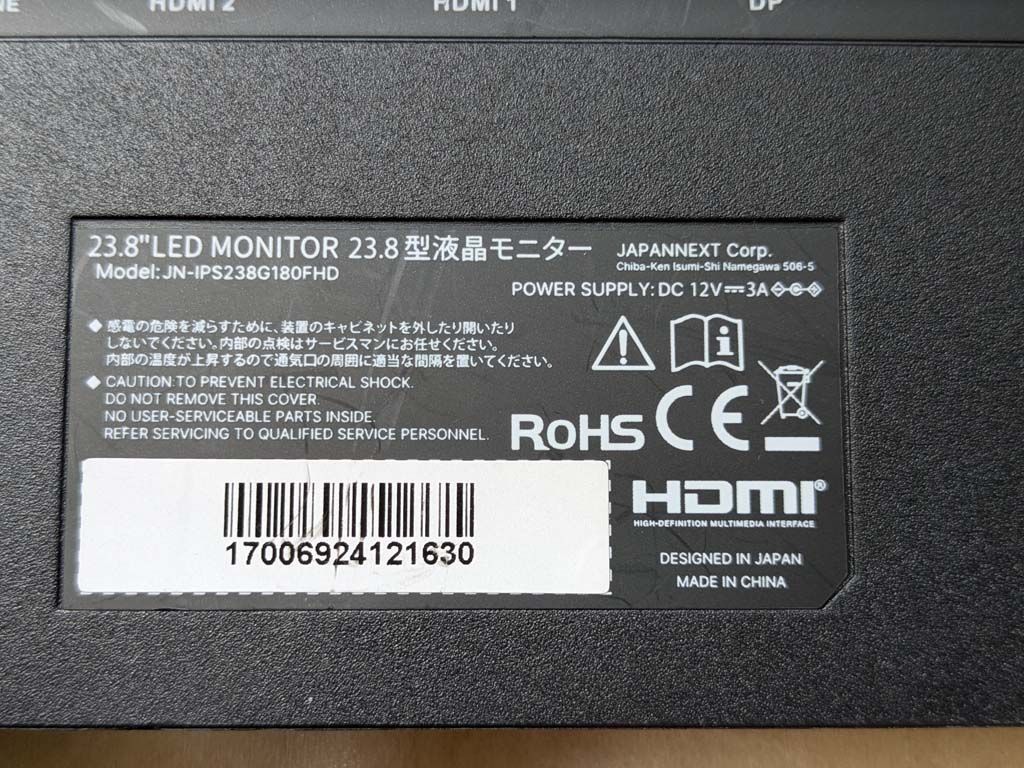 HDMI 2 HDMI 1 DP
23.8"LED MONITOR 23.8型液晶モニター
Model:JN-IPS238G180FHD
JAPANNEXT Corp.
Chiba-Ken Isumi-Shi Namegawa 506-5
POWER SUPPLY: DC 12V⎓3A
◆ 感電の危険を減らすために、装置のキャビネットを外したり開いたり
しないでください。内部の点検はサービスマンにお任せください。
内部の温度が上昇するので通気口の周囲に適当な間隔を置いてください。
◆ CAUTION:TO PREVENT ELECTRICAL SHOCK.
DO NOT REMOVE THIS COVER.
NO USER-SERVICEABLE PARTS INSIDE.
REFER SERVICING TO QUALIFIED SERVICE PERSONNEL.
RoHS CE
17006924121630
HDMI®
HIGH-DEFINITION MULTIMEDIA INTERFACE
DESIGNED IN JAPAN
MADE IN CHINA